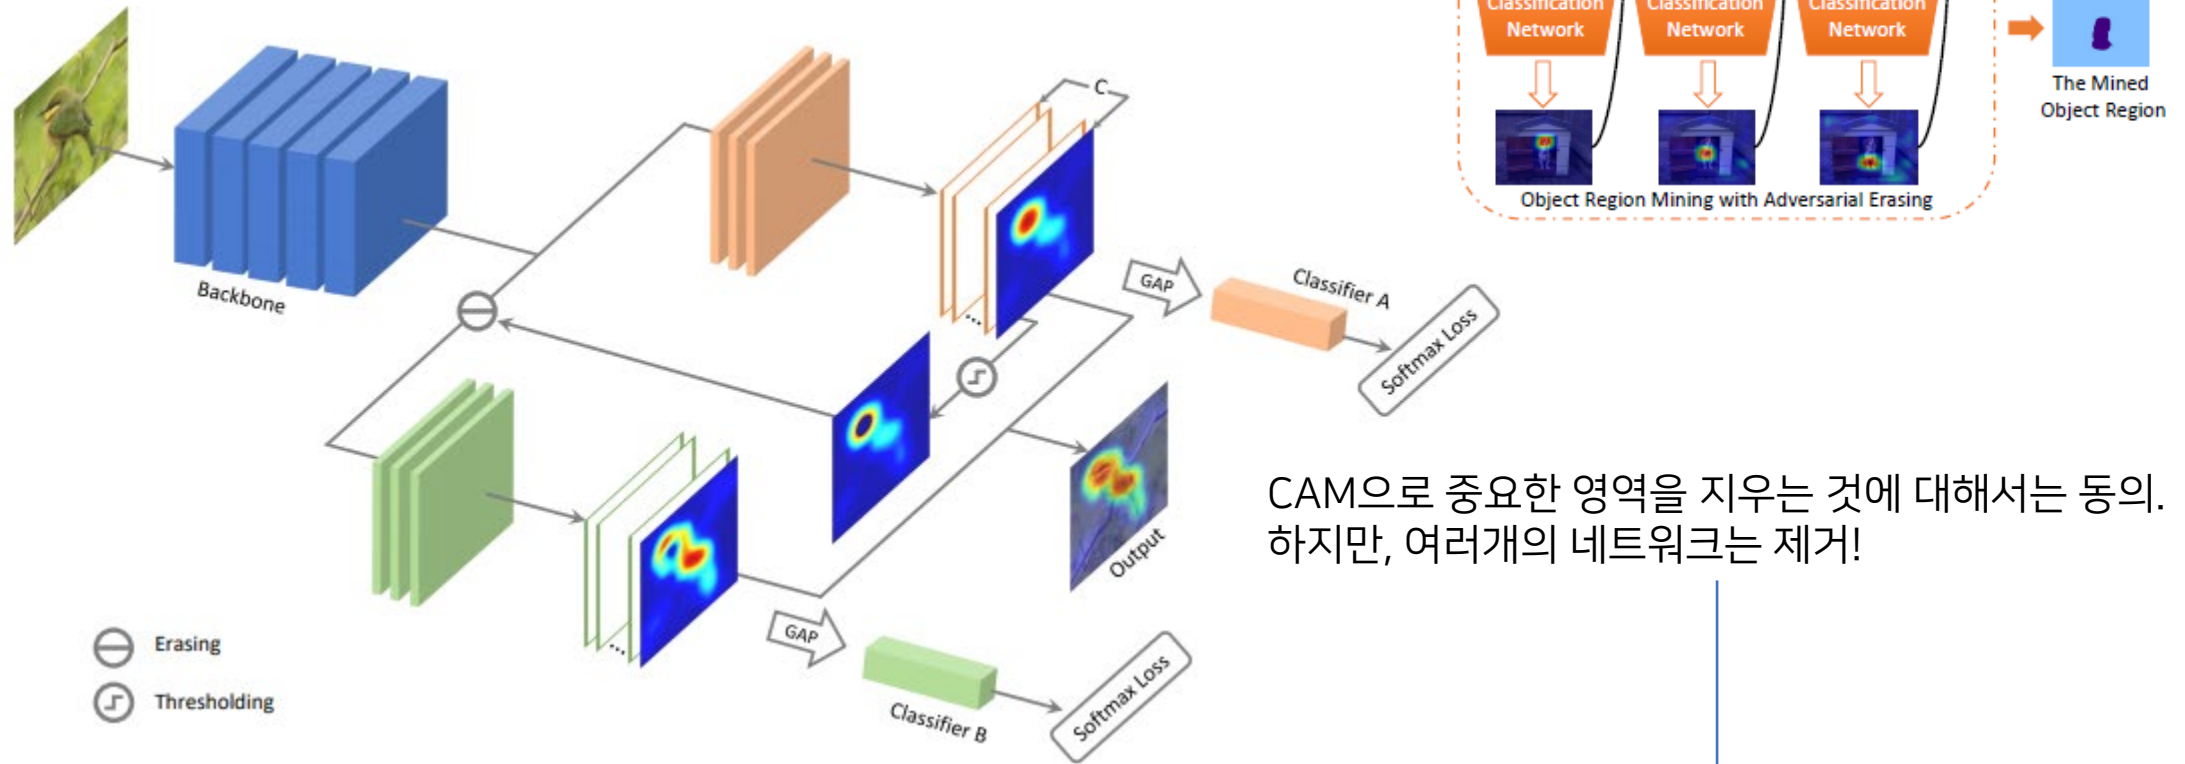 Classification Classification Classification
Network Network Network
The Mined
Object Region
Object Region Mining with Adversarial Erasing
C
Backbone
...
GAP
Classifier A
Softmax Loss
Output
CAM으로 중요한 영역을 지우는 것에 대해서는 동의.
하지만, 여러개의 네트워크는 제거!
...
GAP
Classifier B
Softmax Loss
Erasing
Thresholding